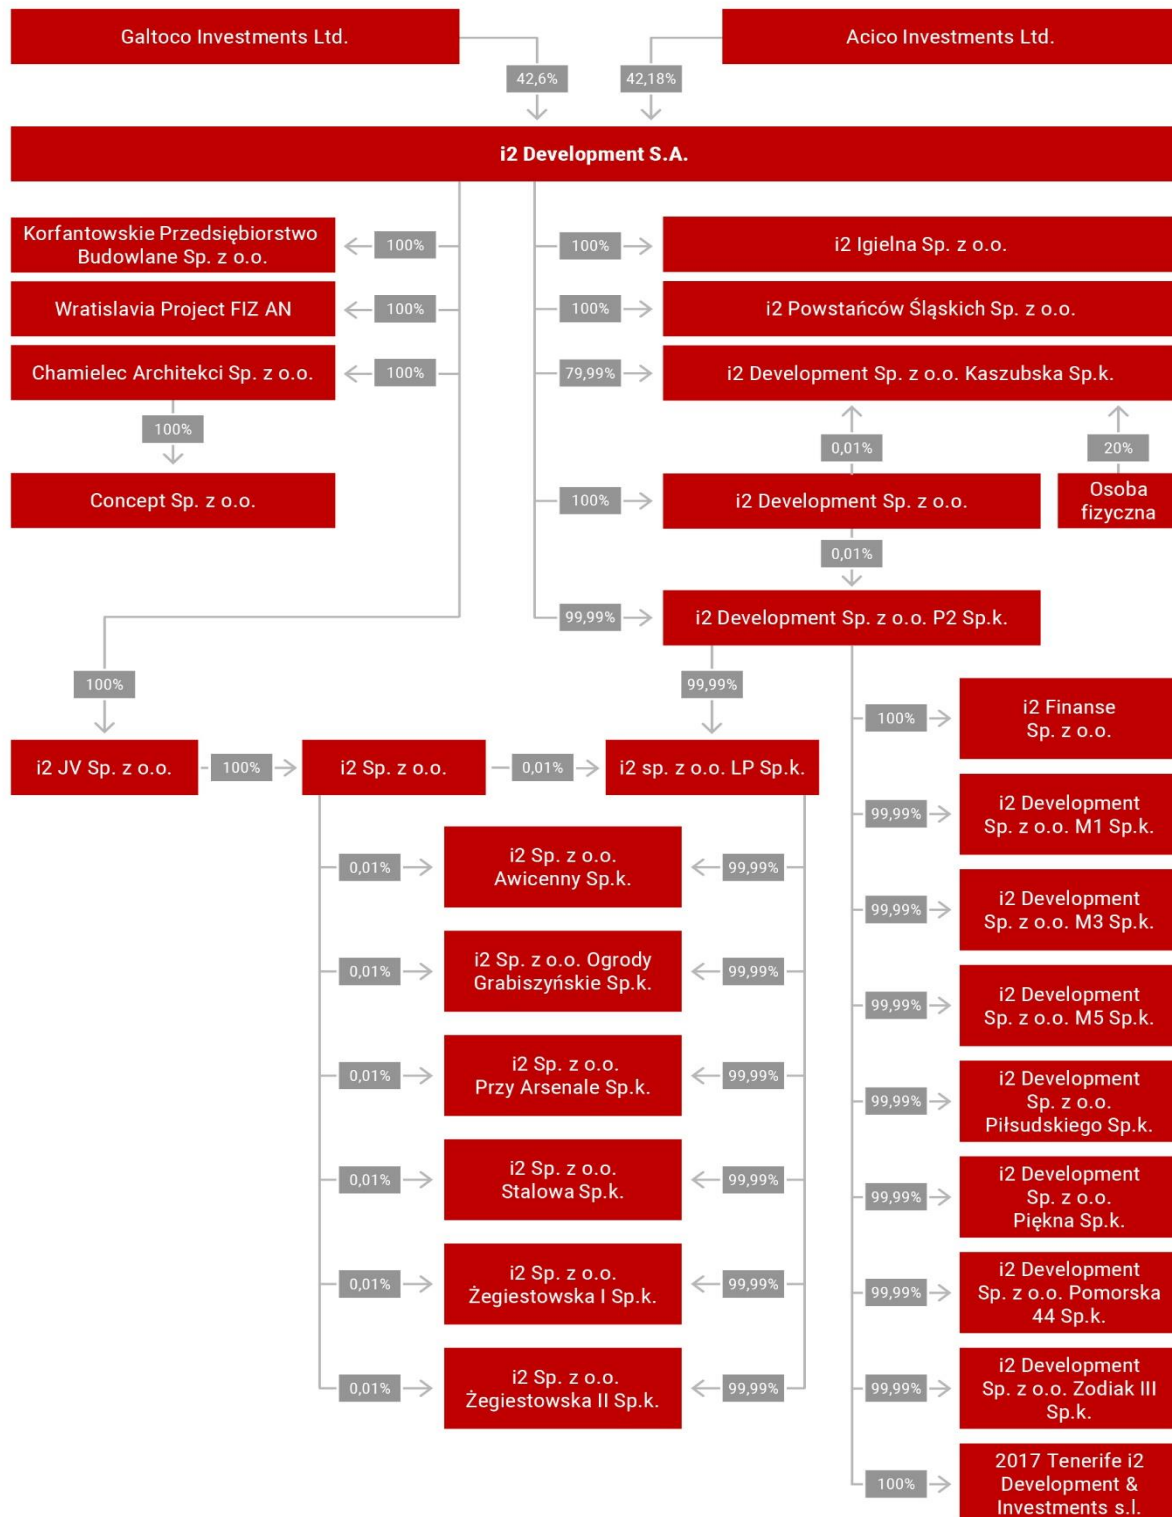 Galtoco Investments Ltd.
Acico Investments Ltd.
42,6%
42,18%
i2 Development S.A.
Korfantowskie Przedsiębiorstwo
Budowlane Sp. z o.o.
100%
100%
i2 Igielna Sp. z o.o.
Wratislavia Project FIZ AN
100%
100%
i2 Powstańców Śląskich Sp. z o.o.
Chamielec Architekci Sp. z o.o.
100%
79,99%
i2 Development Sp. z o.o. Kaszubska Sp.k.
100%
0,01%
20%
Concept Sp. z o.o.
100%
i2 Development Sp. z o.o.
Osoba
fizyczna
0,01%
99,99%
i2 Development Sp. z o.o. P2 Sp.k.
100%
99,99%
100%
i2 Finanse
Sp. z o.o.
i2 JV Sp. z o.o.
100%
i2 Sp. z o.o.
0,01%
i2 sp. z o.o. LP Sp.k.
99,99%
i2 Development
Sp. z o.o. M1 Sp.k.
0,01%
i2 Sp. z o.o.
Awicenny Sp.k.
99,99%
99,99%
i2 Development
Sp. z o.o. M3 Sp.k.
0,01%
i2 Sp. z o.o. Ogrody
Grabiszyńskie Sp.k.
99,99%
99,99%
i2 Development
Sp. z o.o. M5 Sp.k.
0,01%
i2 Sp. z o.o.
Przy Arsenale Sp.k.
99,99%
99,99%
i2 Development
Sp. z o.o.
Piłsudskiego Sp.k.
0,01%
i2 Sp. z o.o.
Stalowa Sp.k.
99,99%
99,99%
i2 Development
Sp. z o.o.
Piękna Sp.k.
0,01%
i2 Sp. z o.o.
Żegiestowska I Sp.k.
99,99%
99,99%
i2 Development
Sp. z o.o. Pomorska
44 Sp.k.
0,01%
i2 Sp. z o.o.
Żegiestowska II Sp.k.
99,99%
99,99%
i2 Development
Sp. z o.o. Zodiak III
Sp.k.
100%
2017 Tenerife i2
Development &
Investments s.l.